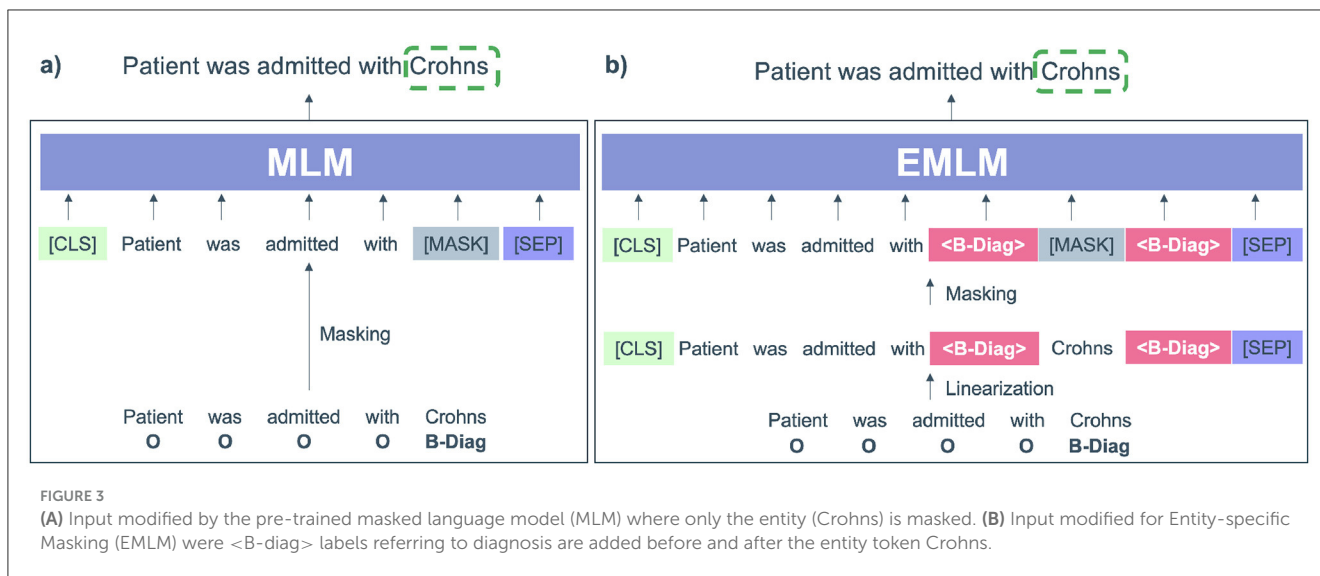 a) Patient was admitted with Crohns
MLM
[CLS] Patient was admitted with [MASK] [SEP]
Masking
Patient was admitted with Crohns
O O O O B-Diag
b) Patient was admitted with Crohns
EMLM
[CLS] Patient was admitted with <B-Diag> [MASK] <B-Diag> [SEP]
Masking
[CLS] Patient was admitted with <B-Diag> Crohns <B-Diag> [SEP]
Linearization
Patient was admitted with Crohns
O O O O B-Diag
FIGURE 3
(A) Input modified by the pre-trained masked language model (MLM) where only the entity (Crohns) is masked. (B) Input modified for Entity-specific
Masking (EMLM) were <B-diag> labels referring to diagnosis are added before and after the entity token Crohns.